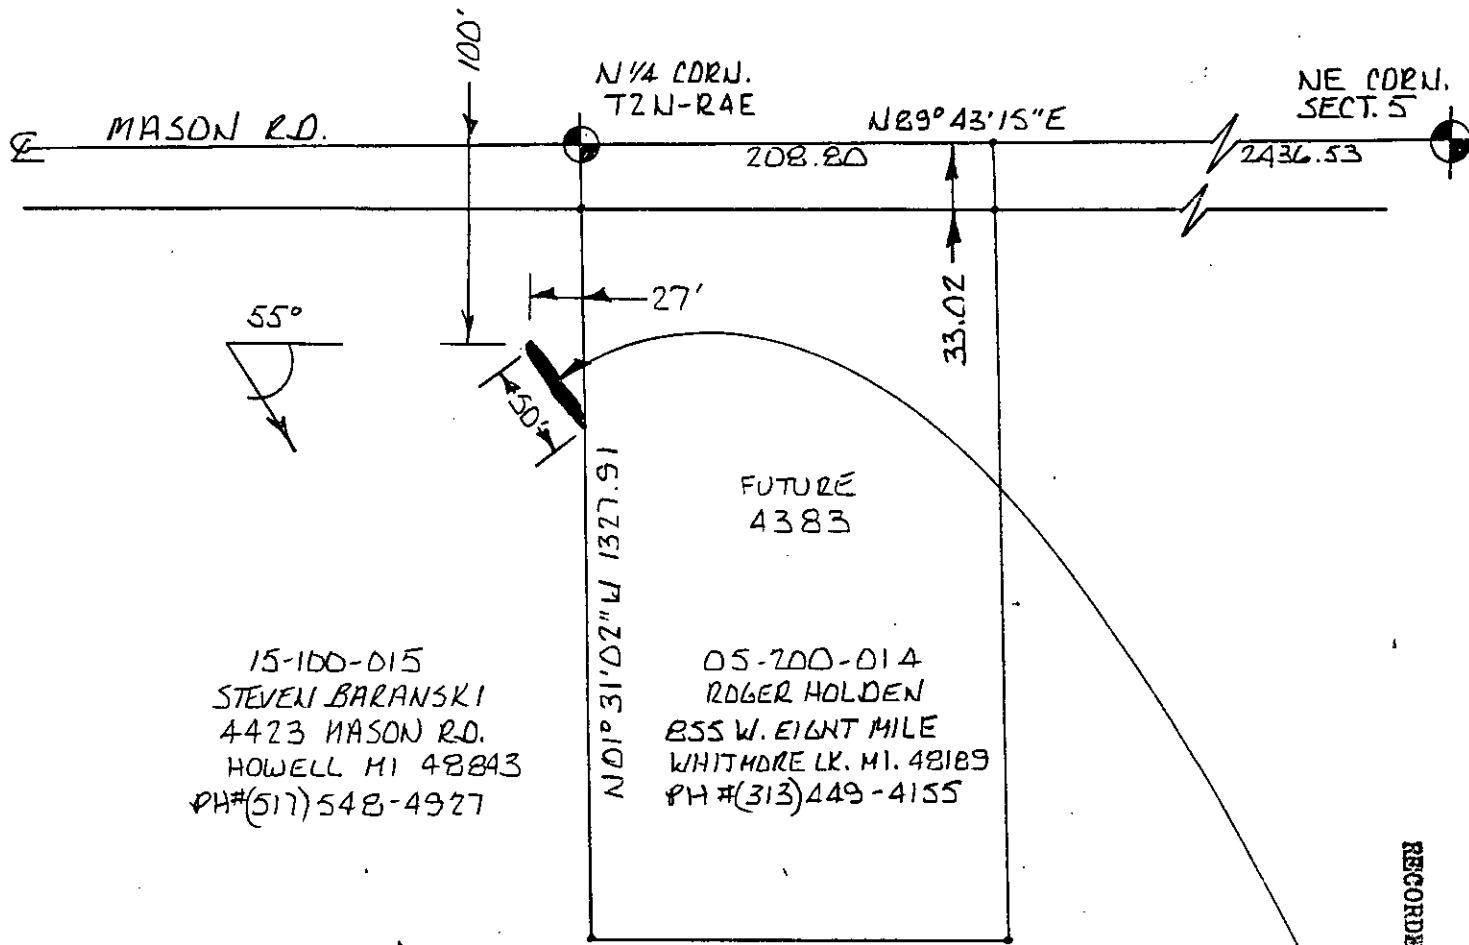 100'
N 1/4 CORN.
T2N-R4E
NE CORN.
SECT. 5
MASON RD.
N89°43'15"E
208.80
2436.53
33.02
27'
55°
50'
N01°31'02"W 1327.91
FUTURE
4383
15-100-015
STEVEN BARANSKI
4423 MASON RD.
HOWELL MI 48843
PH#(517)548-4927
05-200-014
ROGER HOLDEN
855 W. EIGHT MILE
WHITMORE LK. MI. 48189
PH#(313)449-4155